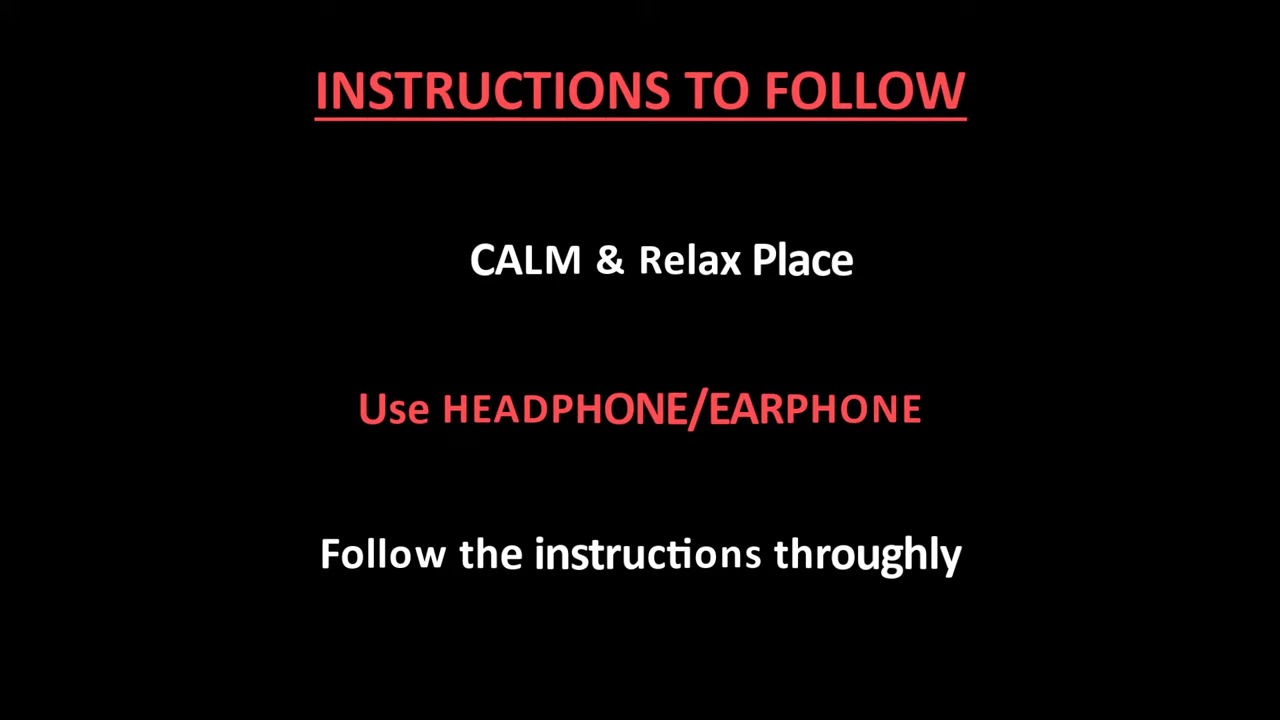 INSTRUCTIONS TO FOLLOW
CALM & Relax Place
Use HEADPHONE/EARPHONE
Follow the instructions throughly